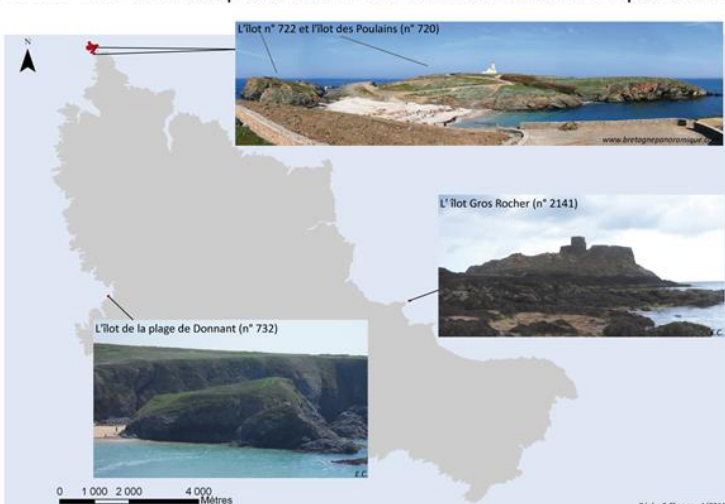 L'îlot n° 722 et l'îlot des Poulains (n° 720)
N
www.bretagnepanoramique.
L' îlot Gros Rocher (n° 2141)
E.C.
L'îlot de la plage de Donnant (n° 732)
E.C.
0 1 000 2 000 4 000
Mètres